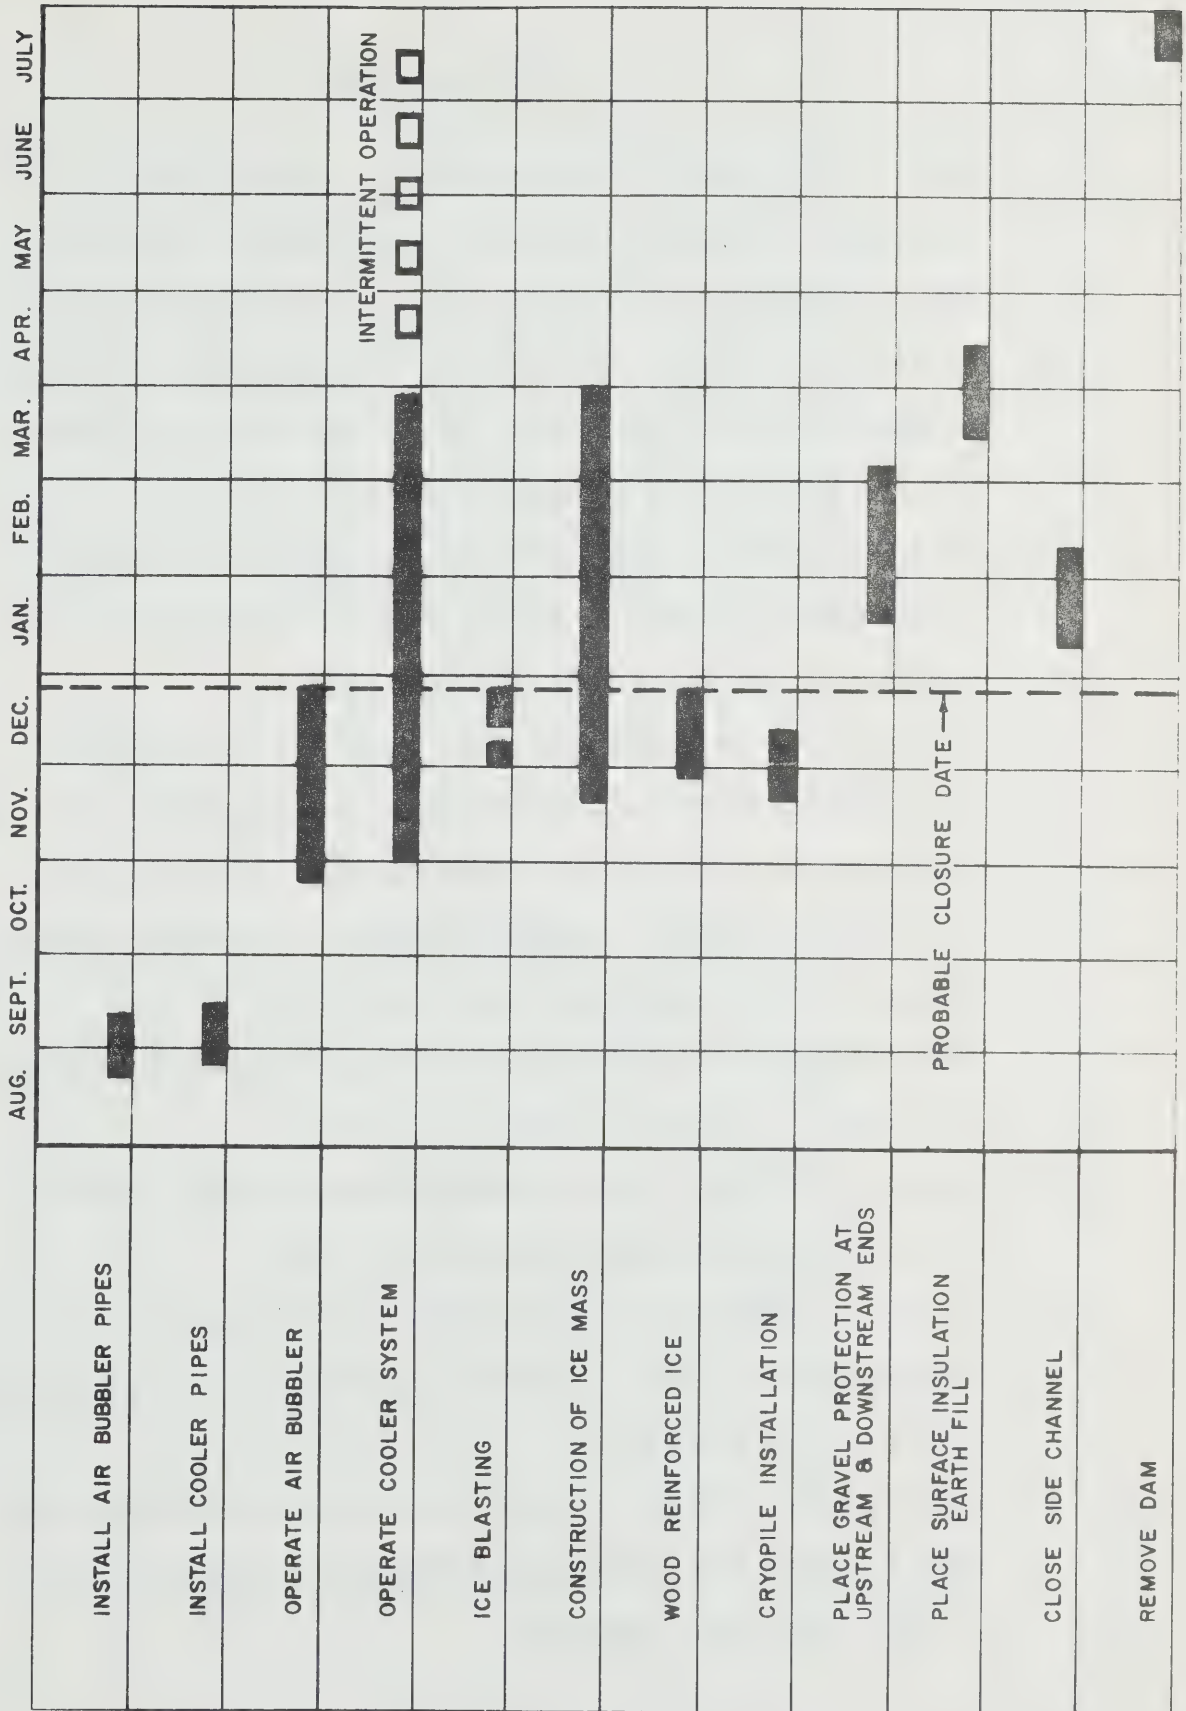 AUG. SEPT. OCT. NOV. DEC. JAN. FEB. MAR. APR. MAY JUNE JULY
INSTALL AIR BUBBLER PIPES
INSTALL COOLER PIPES
OPERATE AIR BUBBLER
OPERATE COOLER SYSTEM
INTERMITTENT OPERATION
ICE BLASTING
CONSTRUCTION OF ICE MASS
WOOD REINFORCED ICE
CRYOPILE INSTALLATION
PLACE GRAVEL PROTECTION AT
UPSTREAM & DOWNSTREAM ENDS
PLACE SURFACE INSULATION
EARTH FILL
PROBABLE CLOSURE DATE
CLOSE SIDE CHANNEL
REMOVE DAM